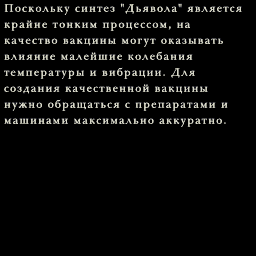 Поскольку синтез "Дьявола" является
крайне тонким процессом, на
качество вакцины могут оказывать
влияние малейшие колебания
температуры и вибрации. Для
создания качественной вакцины
нужно обращаться с препаратами и
машинами максимально аккуратно.